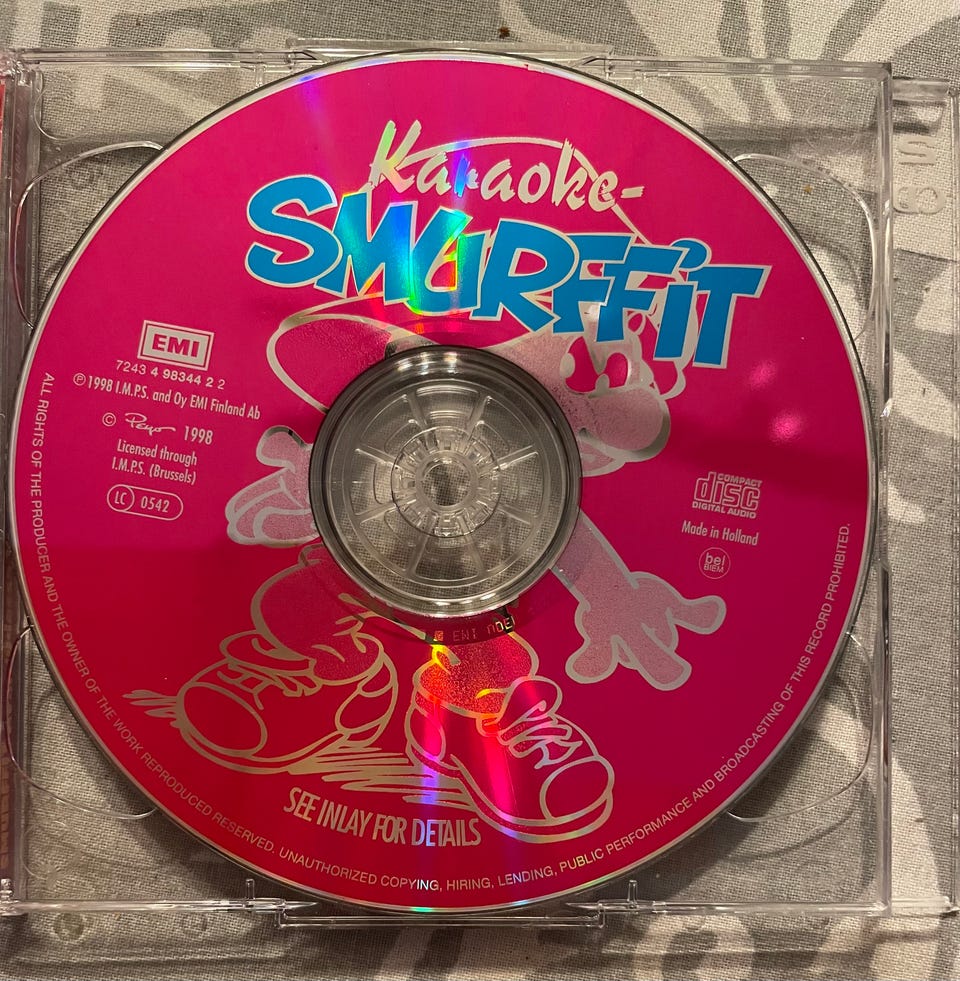 Karaoke-
SMURFFIT
EMI
7243 4 98344 2 2
℗ 1998 I.M.P.S. and Oy EMI Finland Ab
© Peyo 1998
Licensed through
I.M.P.S. (Brussels)
LC 0542
COMPACT
disc
DIGITAL AUDIO
Made in Holland
bel
BIEM
SEE INLAY FOR DETAILS
ALL RIGHTS OF THE PRODUCER AND THE OWNER OF THE WORK REPRODUCED RESERVED. UNAUTHORIZED COPYING, HIRING, LENDING, PUBLIC PERFORMANCE AND BROADCASTING OF THIS RECORD PROHIBITED.